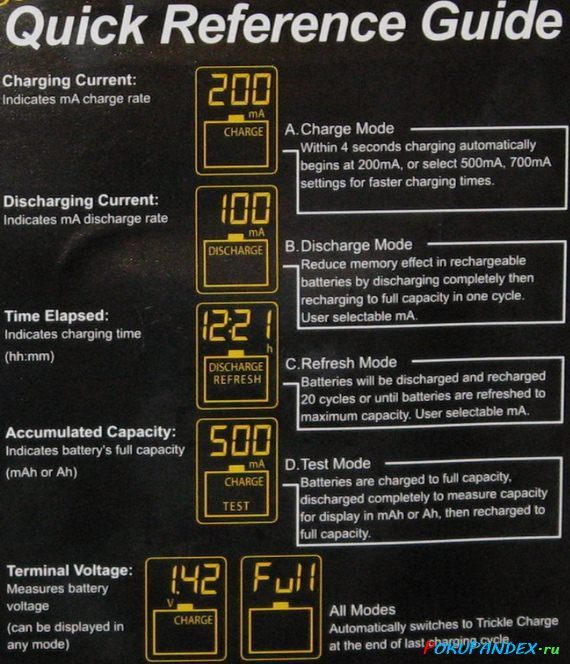 Quick Reference Guide
Charging Current:
Indicates mA charge rate
200
mA
CHARGE
A. Charge Mode
Within 4 seconds charging automatically
begins at 200mA, or select 500mA, 700mA
settings for faster charging times.
Discharging Current:
Indicates mA discharge rate
100
mA
DISCHARGE
B. Discharge Mode
Reduce memory effect in rechargeable
batteries by discharging completely then
recharging to full capacity in one cycle.
User selectable mA.
Time Elapsed:
Indicates charging time
(hh:mm)
12:21
h
DISCHARGE
REFRESH
C. Refresh Mode
Batteries will be discharged and recharged
20 cycles or until batteries are refreshed to
maximum capacity. User selectable mA.
Accumulated Capacity:
Indicates battery's full capacity
(mAh or Ah)
500
mA
CHARGE
TEST
D. Test Mode
Batteries are charged to full capacity,
discharged completely to measure capacity
for display in mAh or Ah, then recharged to
full capacity.
Terminal Voltage:
Measures battery
voltage
(can be displayed in
any mode)
1.42
V
CHARGE
Full
All Modes
Automatically switches to Trickle Charge
at the end of last charging cycle.
POKUPANDEX.ru